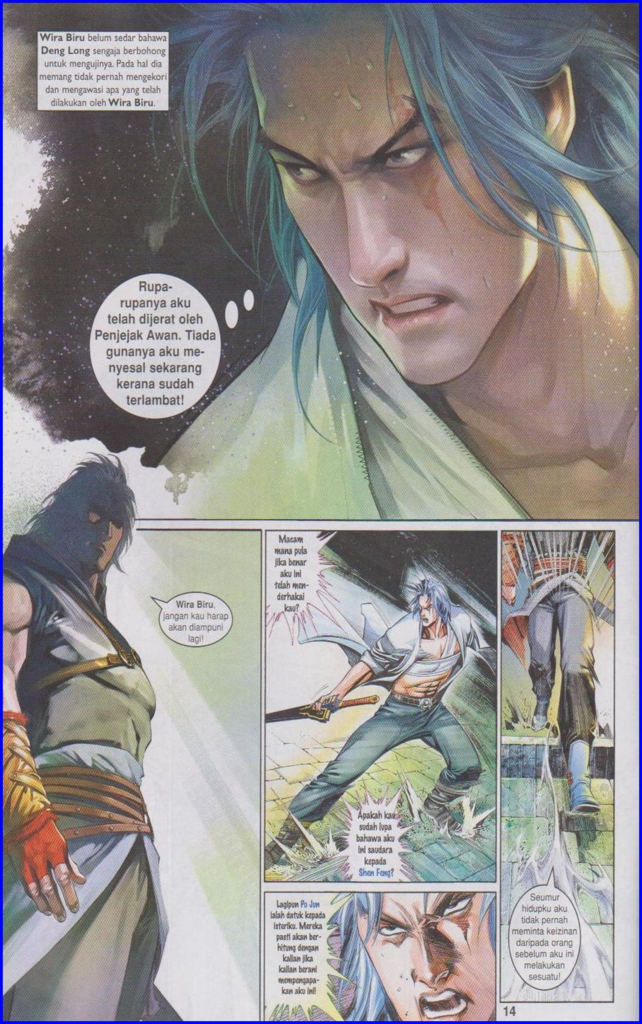 Wira Biru belum sedar bahawa
Deng Long sengaja berbohong
untuk mengujinya. Pada hal dia
memang tidak pernah mengekori
dan mengawasi apa yang telah
dilakukan oleh Wira Biru.
Rupa-
rupanya aku
telah dijerat oleh
Penjejak Awan. Tiada
gunanya aku me-
nyesal sekarang
kerana sudah
terlambat!
Wira Biru,
jangan kau harap
akan diampuni
lagi!
Macam
mana pula
jika benar
aku ini
telah men-
derhakai
kau?
Apakah kau
sudah lupa
bahawa aku
ini saudara
kepada
Shen Feng?
Lagipun Po Jun
ialah datuk kepada
isteriku. Mereka
pasti akan ber-
hitung dengan
kalian jika
kalian berani
mempengapa-
kan aku ini!
Seumur
hidupku aku
tidak pernah
meminta keizinan
daripada orang
sebelum aku ini
melakukan
sesuatu!
14